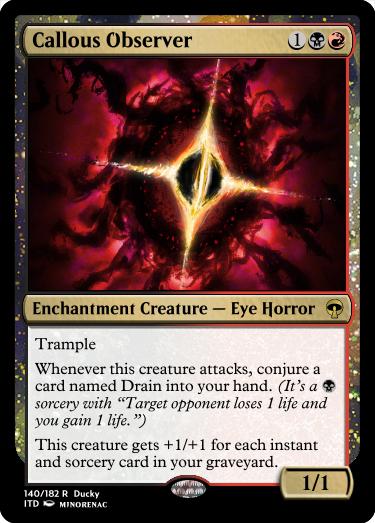 Callous Observer 1
Enchantment Creature — Eye Horror
Trample
Whenever this creature attacks, conjure a
card named Drain into your hand. (It's a
sorcery with “Target opponent loses 1 life and
you gain 1 life.”)
This creature gets +1/+1 for each instant
and sorcery card in your graveyard.
1/1
140/182 R Ducky
ITD MINORENAC